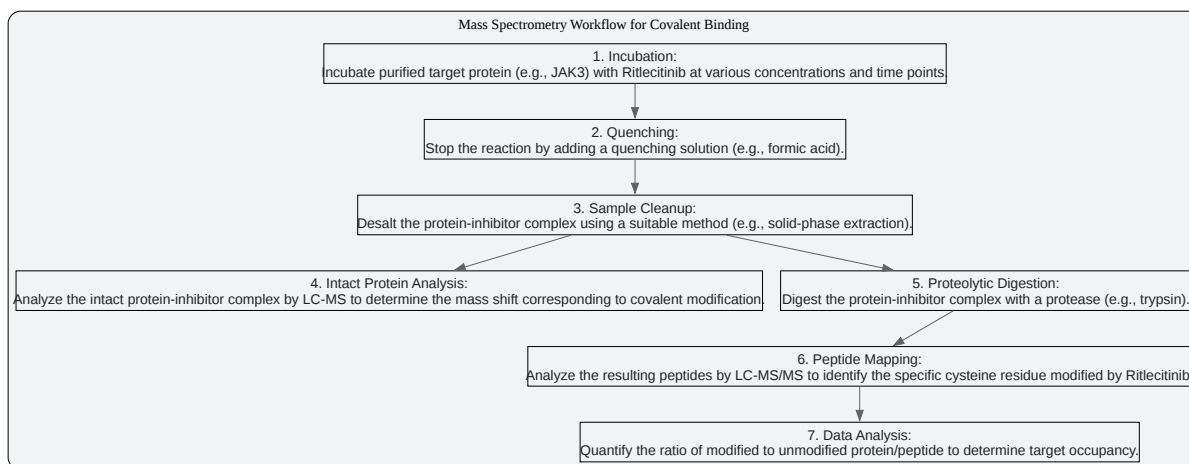 Mass Spectrometry Workflow for Covalent Binding
1. Incubation:
Incubate purified target protein (e.g., JAK3) with Ritlecitinib at various concentrations and time points.
2. Quenching:
Stop the reaction by adding a quenching solution (e.g., formic acid).
3. Sample Cleanup:
Desalt the protein-inhibitor complex using a suitable method (e.g., solid-phase extraction).
4. Intact Protein Analysis:
Analyze the intact protein-inhibitor complex by LC-MS to determine the mass shift corresponding to covalent modification.
5. Proteolytic Digestion:
Digest the protein-inhibitor complex with a protease (e.g., trypsin).
6. Peptide Mapping:
Analyze the resulting peptides by LC-MS/MS to identify the specific cysteine residue modified by Ritlecitinib
7. Data Analysis:
Quantify the ratio of modified to unmodified protein/peptide to determine target occupancy.